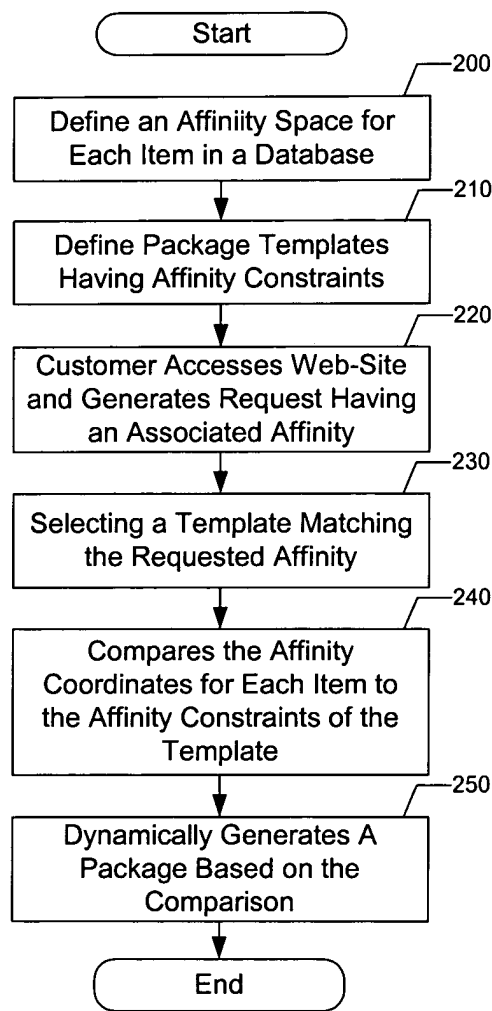 Start
200
Define an Affiniity Space for
Each Item in a Database
210
Define Package Templates
Having Affinity Constraints
220
Customer Accesses Web-Site
and Generates Request Having
an Associated Affinity
230
Selecting a Template Matching
the Requested Affinity
240
Compares the Affinity
Coordinates for Each Item to
the Affinity Constraints of the
Template
250
Dynamically Generates A
Package Based on the
Comparison
End